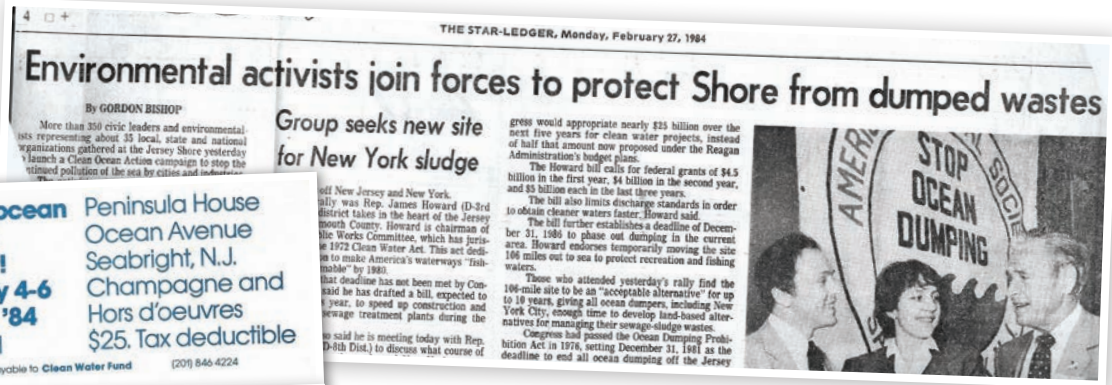 4
THE STAR-LEDGER, Monday, February 27, 1984
Environmental activists join forces to protect Shore from dumped wastes
By GORDON BISHOP
More than 350 civic leaders and environmental-
ists representing about 35 local, state and national
organizations gathered at the Jersey Shore yesterday
launch a Clean Ocean Action campaign to stop the
continued pollution of the sea by cities and industries
Group seeks new site
for New York sludge
off New Jersey and New York.
ally was Rep. James Howard (D-3rd
district takes in the heart of the Jersey
mouth County. Howard is chairman of
lic Works Committee, which has juris-
e 1972 Clean Water Act. This act dedi-
n to make America's waterways "fish-
mable" by 1980.
hat deadline has not been met by Con-
said he has drafted a bill, expected to
year, to speed up construction and
sewage treatment plants during the
o said he is meeting today with Rep.
D-8th Dist.) to discuss what course of
gress would appropriate nearly $25 billion over the
next five years for clean water projects, instead
of half that amount now proposed under the Reagan
Administration's budget plans.
The Howard bill calls for federal grants of $4.5
billion in the first year, $4 billion in the second year,
and $5 billion each in the last three years.
The bill also limits discharge standards in order
to obtain cleaner waters faster, Howard said.
The bill further establishes a deadline of Decem-
ber 31, 1986 to phase out dumping in the current
area. Howard endorses temporarily moving the site
106 miles out to sea to protect recreation and fishing
waters.
Those who attended yesterday's rally find the
106-mile site to be an "acceptable alternative" for up
to 10 years, giving all ocean dumpers, including New
York City, enough time to develop land-based alter-
natives for managing their sewage-sludge wastes.
Congress had passed the Ocean Dumping Prohi-
bition Act in 1976, setting December 31, 1981 as the
deadline to end all ocean dumping off the Jersey
AMERI
SOCIE
STOP
OCEAN
DUMPING
ocean
!
y 4-6
'84
Peninsula House
Ocean Avenue
Seabright, N.J.
Champagne and
Hors d'oeuvres
$25. Tax deductible
yable to Clean Water Fund (201) 846 4224